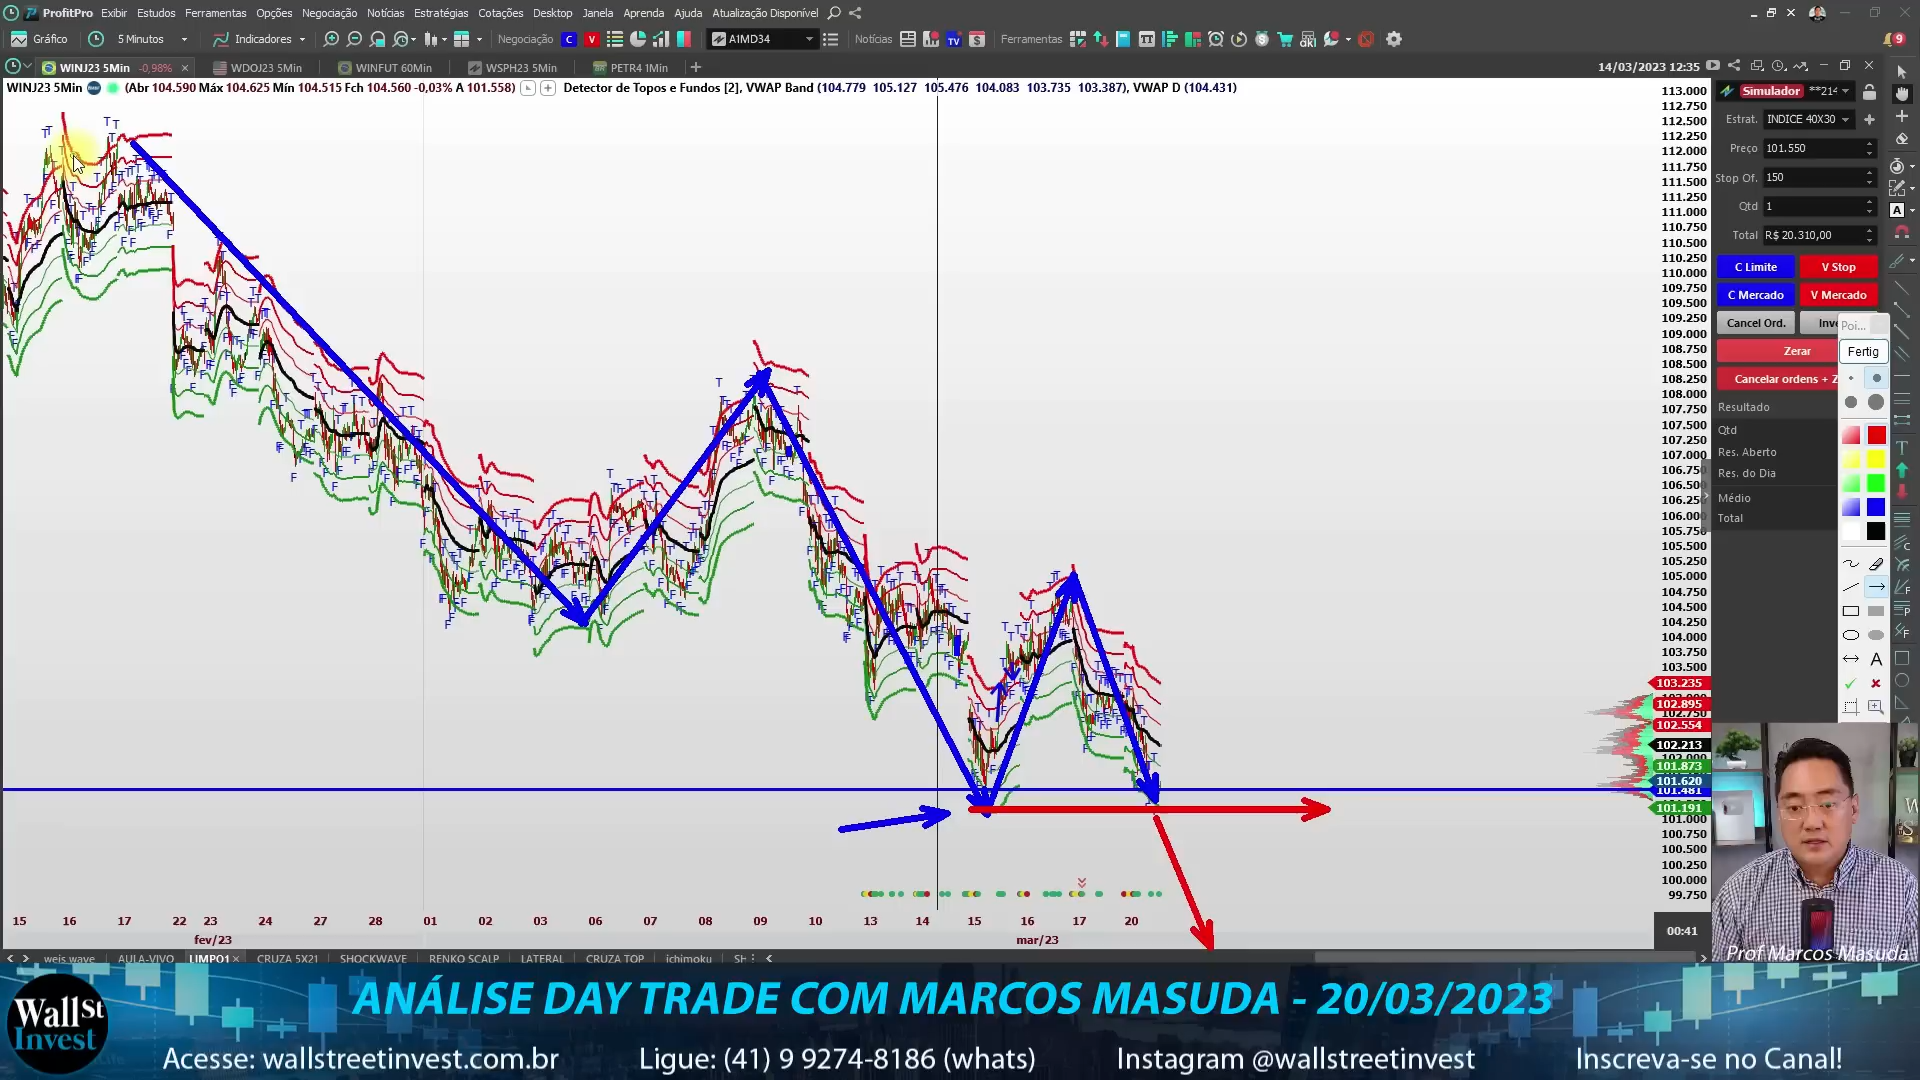 ProfitPro Exibir Estudos Ferramentas Opções Negociação Notícias Estratégias Cotações Desktop Janela Aprenda Ajuda Atualização Disponível
Gráfico 5 Minutos Indicadores Negociação C V A1MD34 Notícias TV Ferramentas 9
WINJ23 5Min -0,98% WDOJ23 5Min WINFUT 60Min WSPH23 5Min PETR4 1Min 14/03/2023 12:35
WINJ23 5Min (Abr 104.590 Máx 104.625 Mín 104.515 Fch 104.560 -0,03% A 101.558) Detector de Topos e Fundos [2], VWAP Band (104.779 105.127 105.476 104.083 103.735 103.387), VWAP D (104.431)
113.000
112.750
112.500
112.250
112.000
111.750
111.500
111.250
111.000
110.750
110.500
110.250
110.000
109.750
109.500
109.250
109.000
108.750
108.500
108.250
108.000
107.750
107.500
107.250
107.000
106.750
106.500
106.250
106.000
105.750
105.500
105.250
105.000
104.750
104.500
104.250
104.000
103.750
103.500
103.235
102.895
102.554
102.213
101.873
101.620
101.481
101.191
101.000
100.750
100.500
100.250
100.000
99.750
Simulador **214
Estrat. INDICE 40X30
Preço 101.550
Stop Of. 150
Qtd 1
Total R$ 20.310,00
C Limite V Stop
C Mercado V Mercado
Cancel Ord. Inve
Zerar
Cancelar ordens + Z
Resultado
Qtd
Res. Aberto
Res. do Dia
Médio
Total
Poi...
Fertig
15 16 17 22 23 24 27 28 01 02 03 06 07 08 09 10 13 14 15 16 17 20
fev/23 mar/23
00:41
weis wave AULA-VIVO LIMPO1 CRUZA 5X21 SHOCKWAVE RENKO SCALP LATERAL CRUZA TOP ichimoku
Prof Marcos Masuda
ANÁLISE DAY TRADE COM MARCOS MASUDA - 20/03/2023
Wall St
Invest
Acesse: wallstreetinvest.com.br Ligue: (41) 9 9274-8186 (whats) Instagram @wallstreetinvest Inscreva-se no Canal!